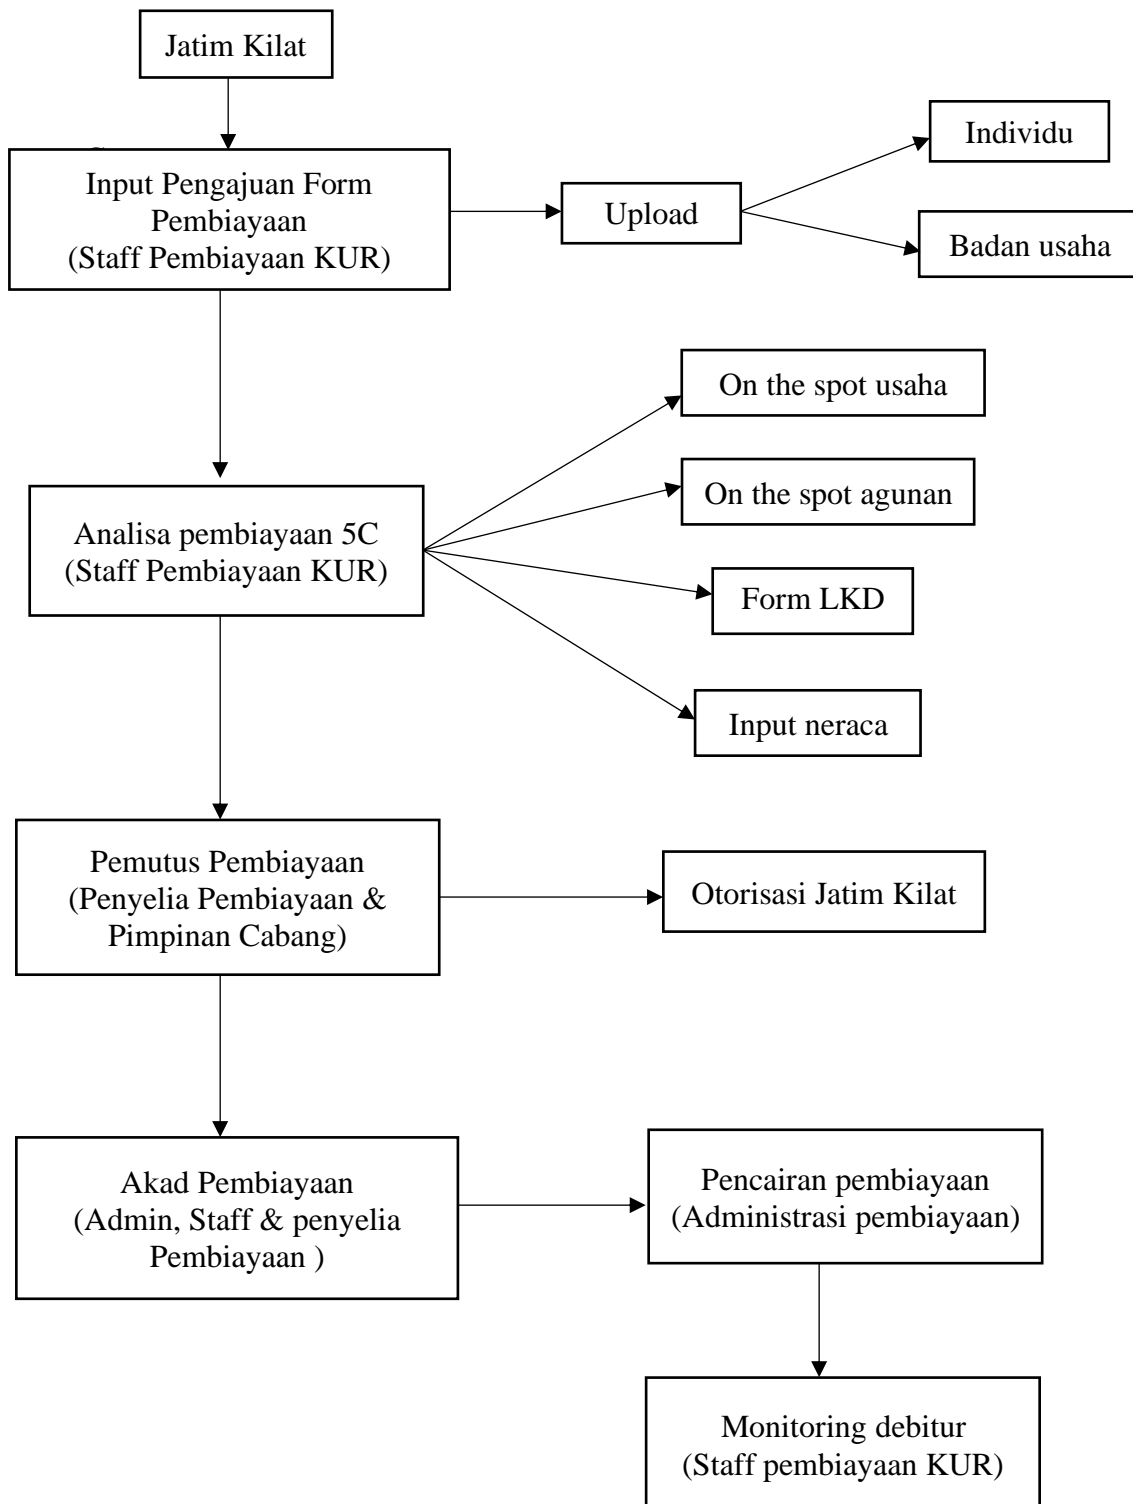 Jatim Kilat
Individu
Input Pengajuan Form
Pembiayaan
(Staff Pembiayaan KUR)
Upload
Badan usaha
On the spot usaha
On the spot agunan
Analisa pembiayaan 5C
(Staff Pembiayaan KUR)
Form LKD
Input neraca
Pemutus Pembiayaan
(Penyelia Pembiayaan &
Pimpinan Cabang)
Otorisasi Jatim Kilat
Akad Pembiayaan
(Admin, Staff & penyelia
Pembiayaan )
Pencairan pembiayaan
(Administrasi pembiayaan)
Monitoring debitur
(Staff pembiayaan KUR)